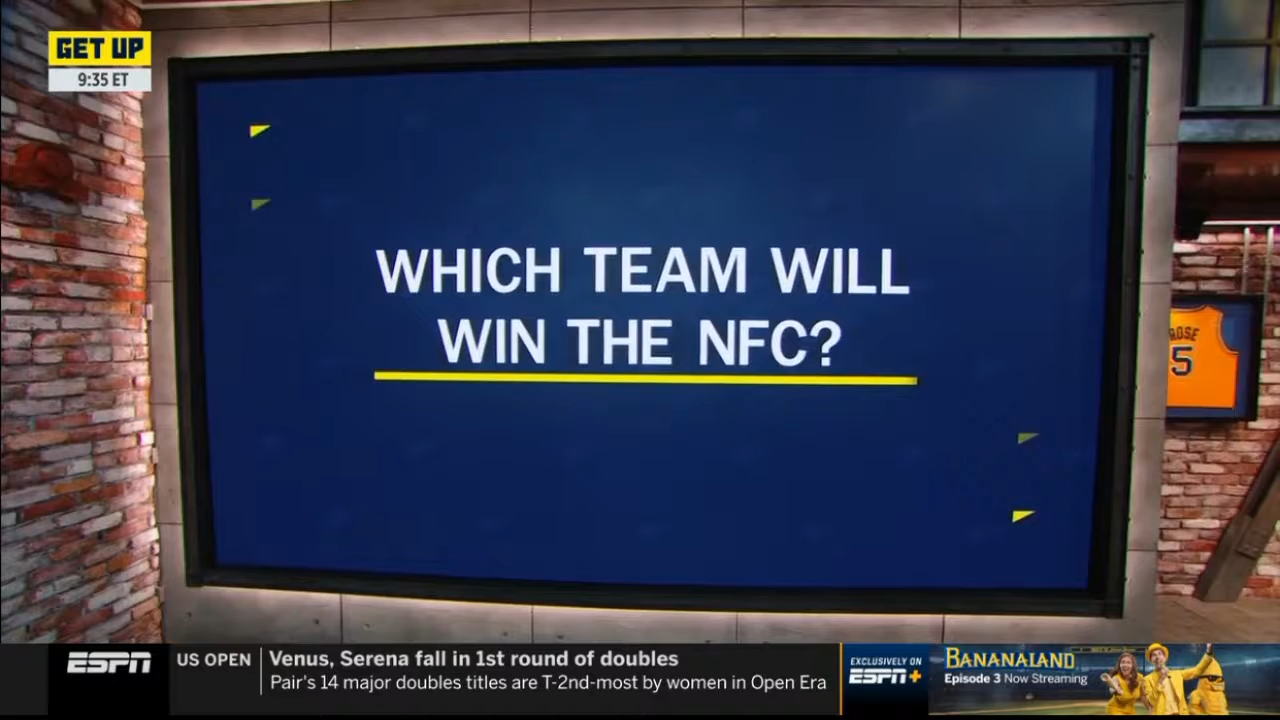 GET UP
9:35 ET
WHICH TEAM WILL
WIN THE NFC?
ROSE
5
ESPN
US OPEN
Venus, Serena fall in 1st round of doubles
Pair's 14 major doubles titles are T-2nd-most by women in Open Era
EXCLUSIVELY ON
ESPN+
BANANALAND
Episode 3 Now Streaming